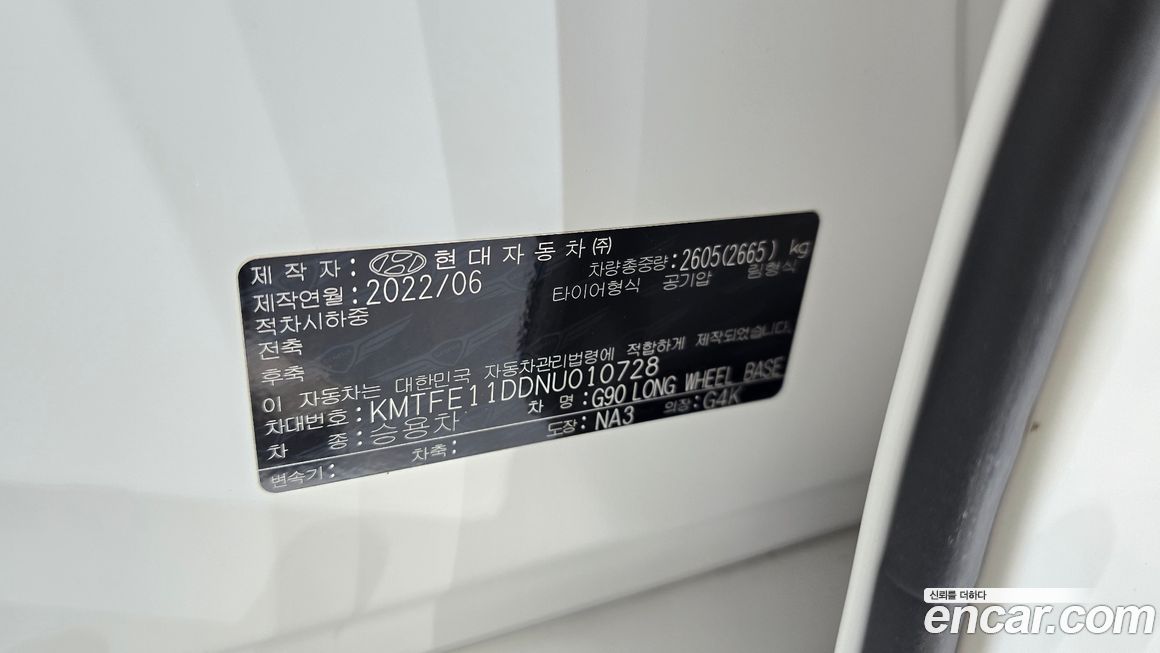 제작자: 현대자동차㈜
차량총중량:2605(2665) kg
제작연월:2022/06
타이어형식 공기압 림형식
적차시하중
전축
후축
이 자동차는 대한민국 자동차관리법령에 적합하게 제작되었습니다.
차대번호:KMTFE11DDNU010728
차 종:승용차 차 명:G90 LONG WHEEL BASE
변속기: 차축: 도장:NA3 의장:G4K
신뢰를 더하다
encar.com